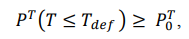 P^T(T ≤ T_def) ≥ P_0^T,